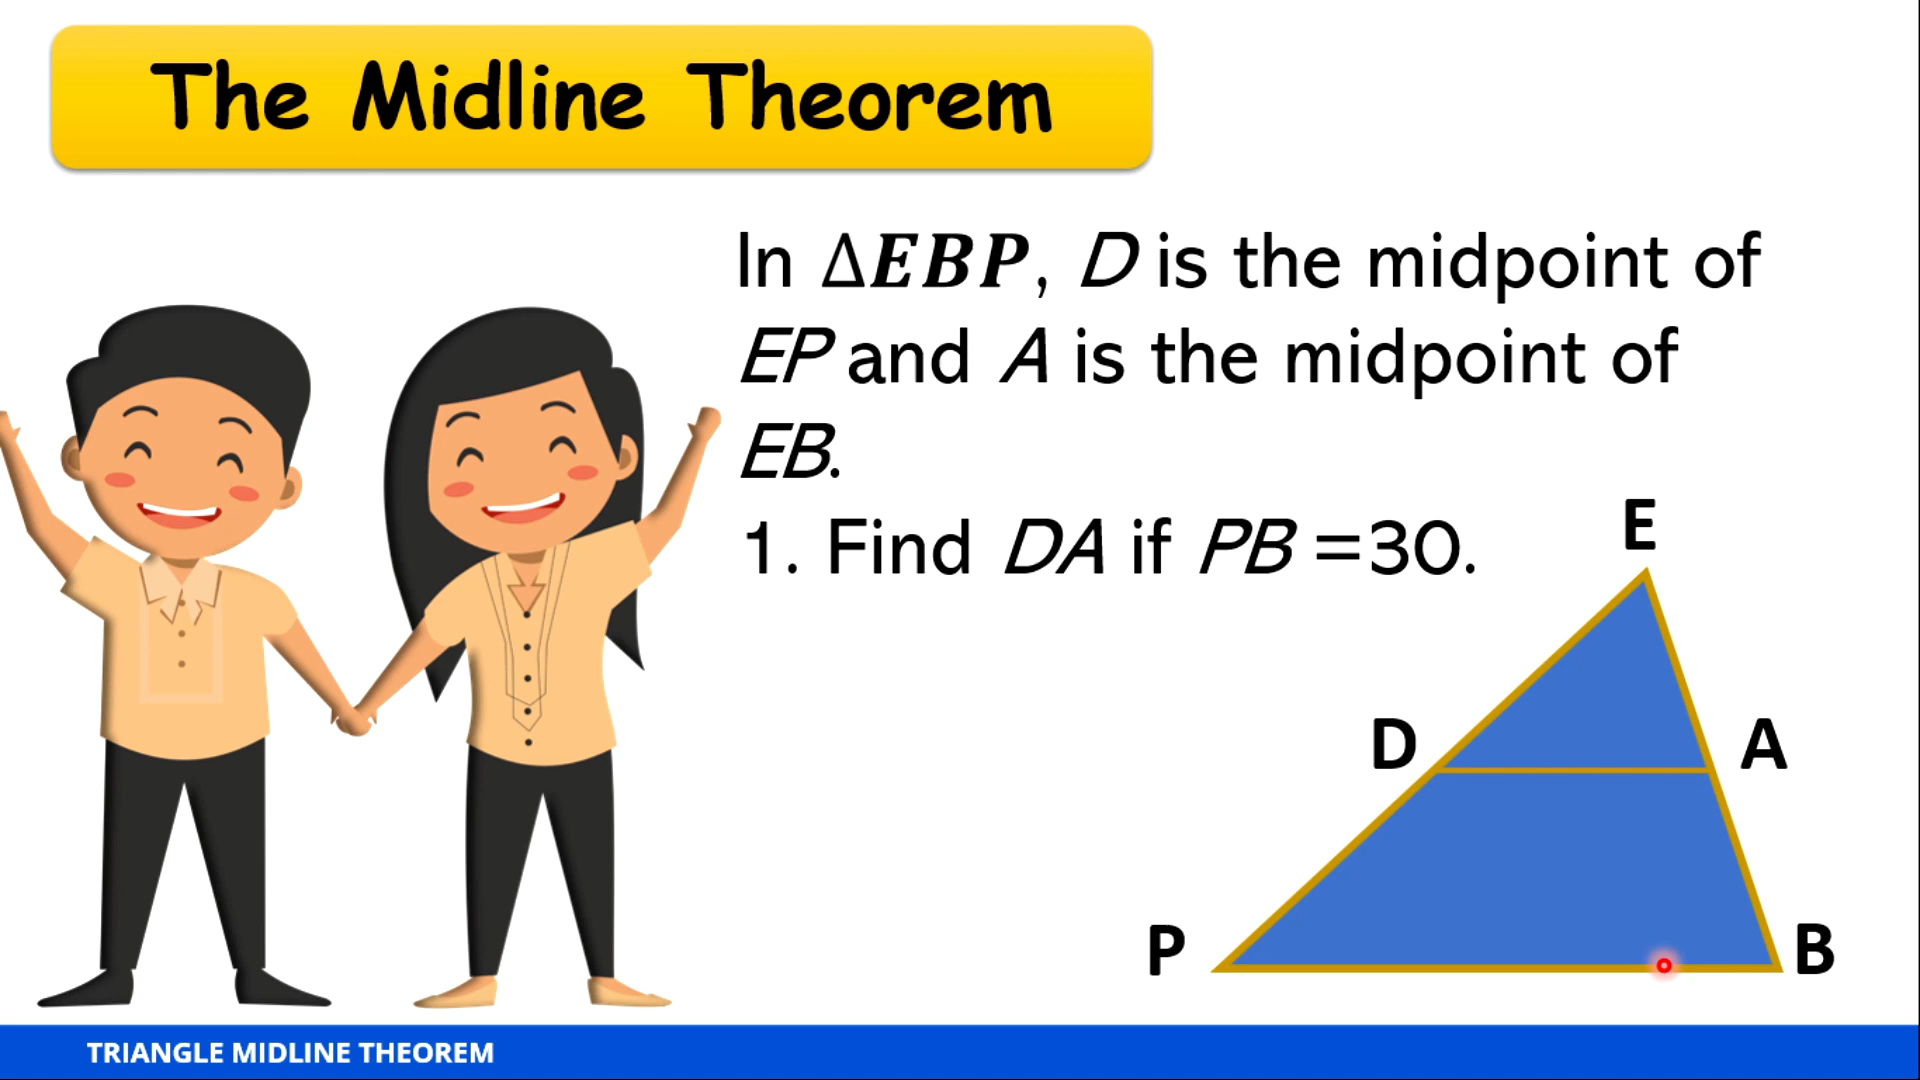 The Midline Theorem
In ΔEBP, D is the midpoint of
EP and A is the midpoint of
EB.
1. Find DA if PB =30.
E
D
A
P
B
TRIANGLE MIDLINE THEOREM